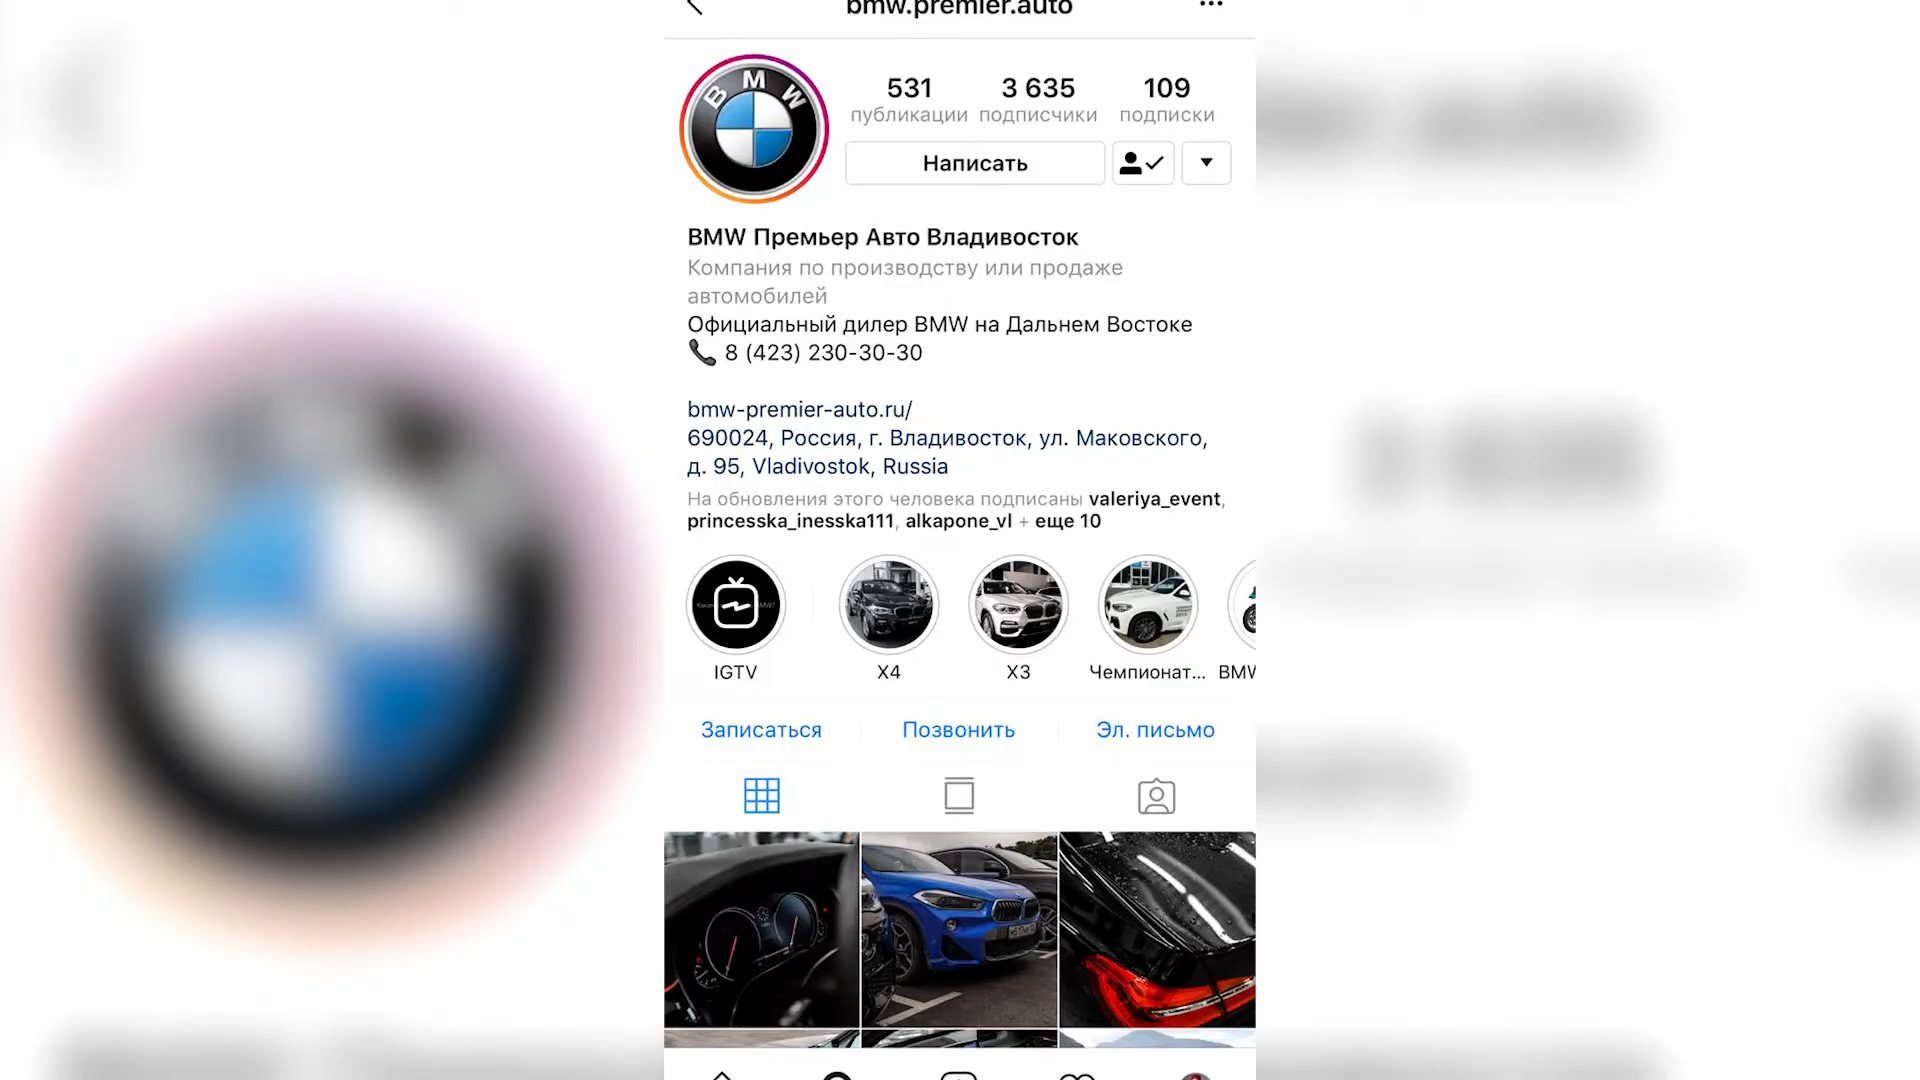 bmw.premier.auto
BMW
531 3 635 109
публикации подписчики подписки
Написать
BMW Премьер Авто Владивосток
Компания по производству или продаже
автомобилей
Официальный дилер BMW на Дальнем Востоке
8 (423) 230-30-30
bmw-premier-auto.ru/
690024, Россия, г. Владивосток, ул. Маковского,
д. 95, Vladivostok, Russia
На обновления этого человека подписаны valeriya_event,
princesska_inesska111, alkapone_vl + еще 10
IGTV X4 X3 Чемпионат... BMW
Записаться Позвонить Эл. письмо